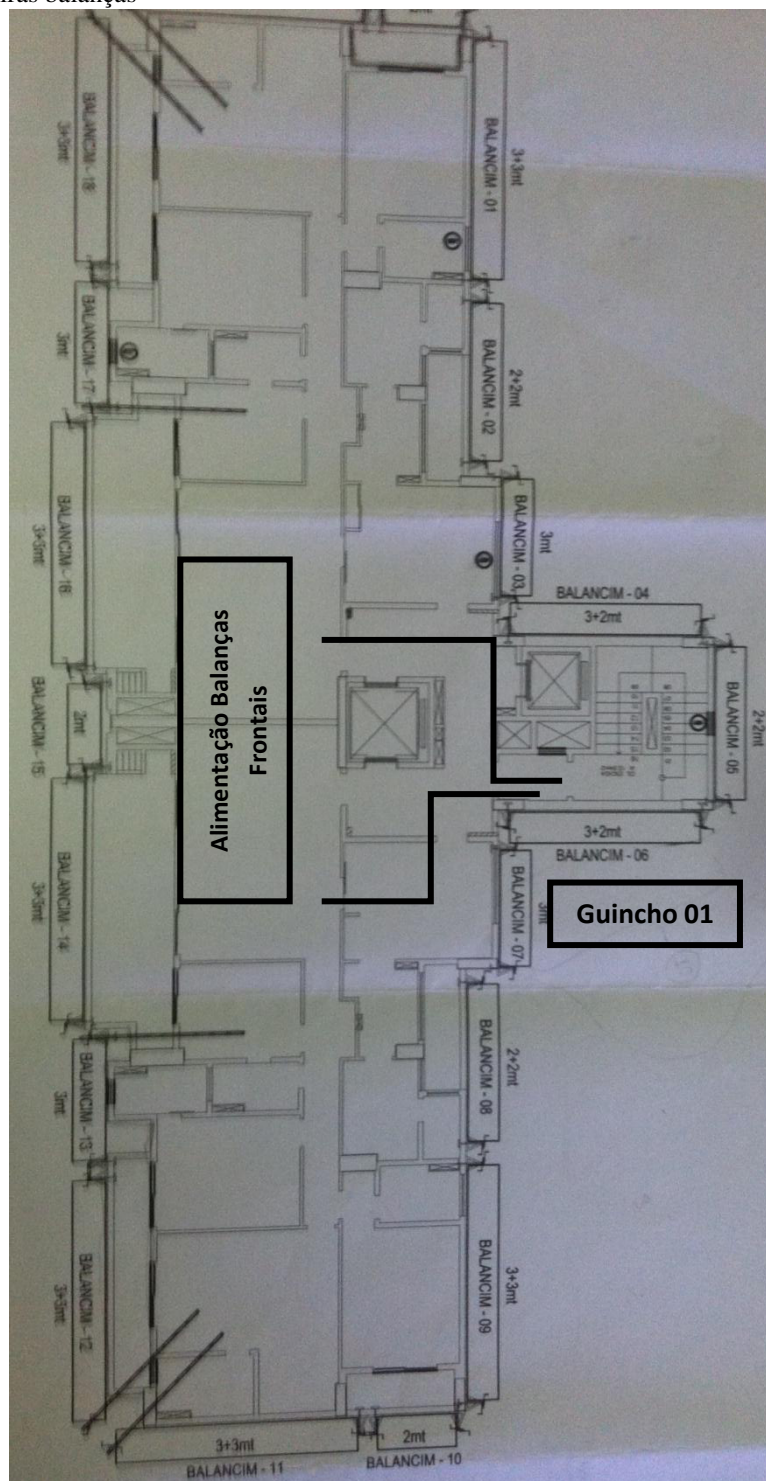 BALANCIM - 18
3+3mt
BALANCIM - 17
3mt
BALANCIM - 16
3+3mt
BALANCIM - 15
2mt
BALANCIM - 14
3+3mt
BALANCIM - 13
3mt
BALANCIM - 12
3+3mt
3+3mt
BALANCIM - 01
2+2mt
BALANCIM - 02
3mt
BALANCIM - 03
BALANCIM - 04
3+2mt
2+2mt
BALANCIM - 05
3+2mt
BALANCIM - 06
3mt
BALANCIM - 07
2+2mt
BALANCIM - 08
3+3mt
BALANCIM - 09
2mt
BALANCIM - 10
3+3mt
BALANCIM - 11
Alimentação Balanças
Frontais
Guincho 01